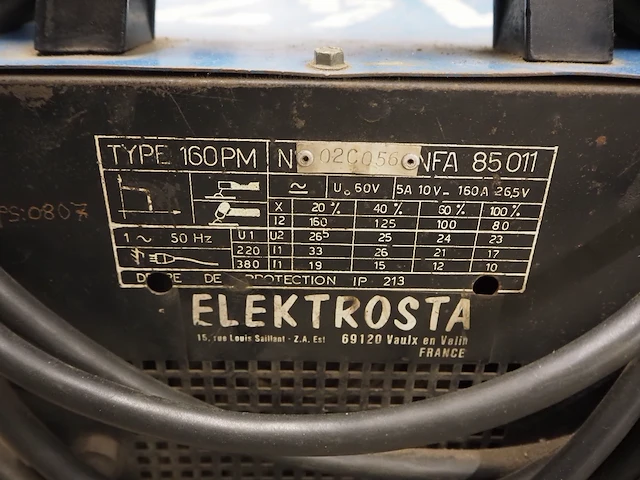 TYPE 160PM N° 02C056 NFA 85011
U₀ 60V 5A 10V- 160A 26,5V
X 20% 40% 60% 100%
I2 160 125 100 80
1 ~ 50 Hz U1 U2 26⁵ 25 24 23
220 I1 33 26 21 17
380 I1 19 15 12 10
DE PROTECTION IP 213
ELEKTROSTA
15, rue Louis Saillant - Z.A. Est 69120 Vaulx en Velin
FRANCE